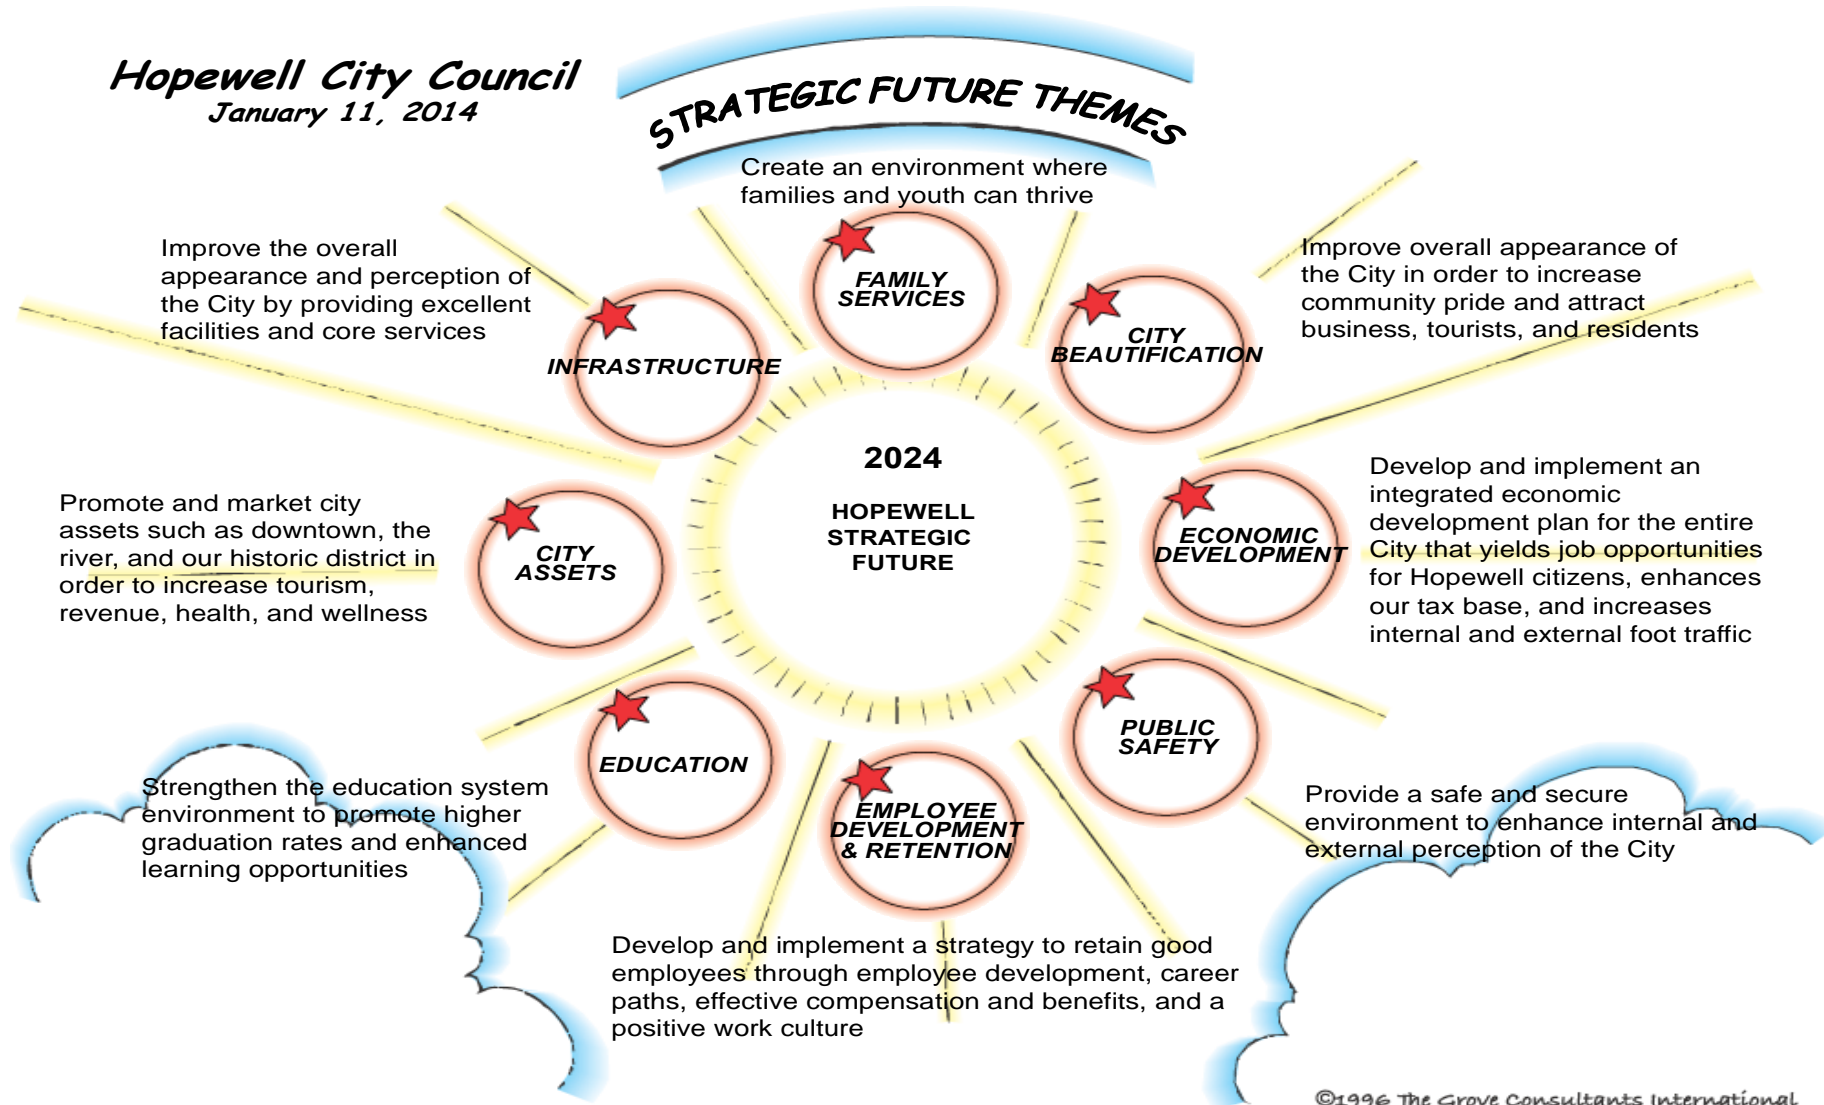 Hopewell City Council
January 11, 2014
STRATEGIC FUTURE THEMES
Create an environment where
families and youth can thrive
FAMILY
SERVICES
Improve the overall
appearance and perception of
the City by providing excellent
facilities and core services
INFRASTRUCTURE
CITY
BEAUTIFICATION
Improve overall appearance of
the City in order to increase
community pride and attract
business, tourists, and residents
2024
HOPEWELL
STRATEGIC
FUTURE
Promote and market city
assets such as downtown, the
river, and our historic district in
order to increase tourism,
revenue, health, and wellness
CITY
ASSETS
ECONOMIC
DEVELOPMENT
Develop and implement an
integrated economic
development plan for the entire
City that yields job opportunities
for Hopewell citizens, enhances
our tax base, and increases
internal and external foot traffic
EDUCATION
Strengthen the education system
environment to promote higher
graduation rates and enhanced
learning opportunities
EMPLOYEE
DEVELOPMENT
& RETENTION
Develop and implement a strategy to retain good
employees through employee development, career
paths, effective compensation and benefits, and a
positive work culture
PUBLIC
SAFETY
Provide a safe and secure
environment to enhance internal and
external perception of the City
©1996 The Grove Consultants International